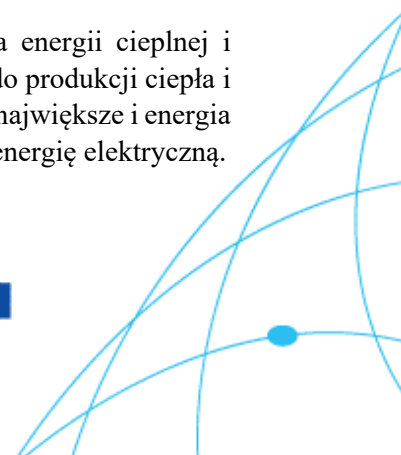 a energii cieplnej i
do produkcji ciepła i
największe i energia
energię elektryczną.